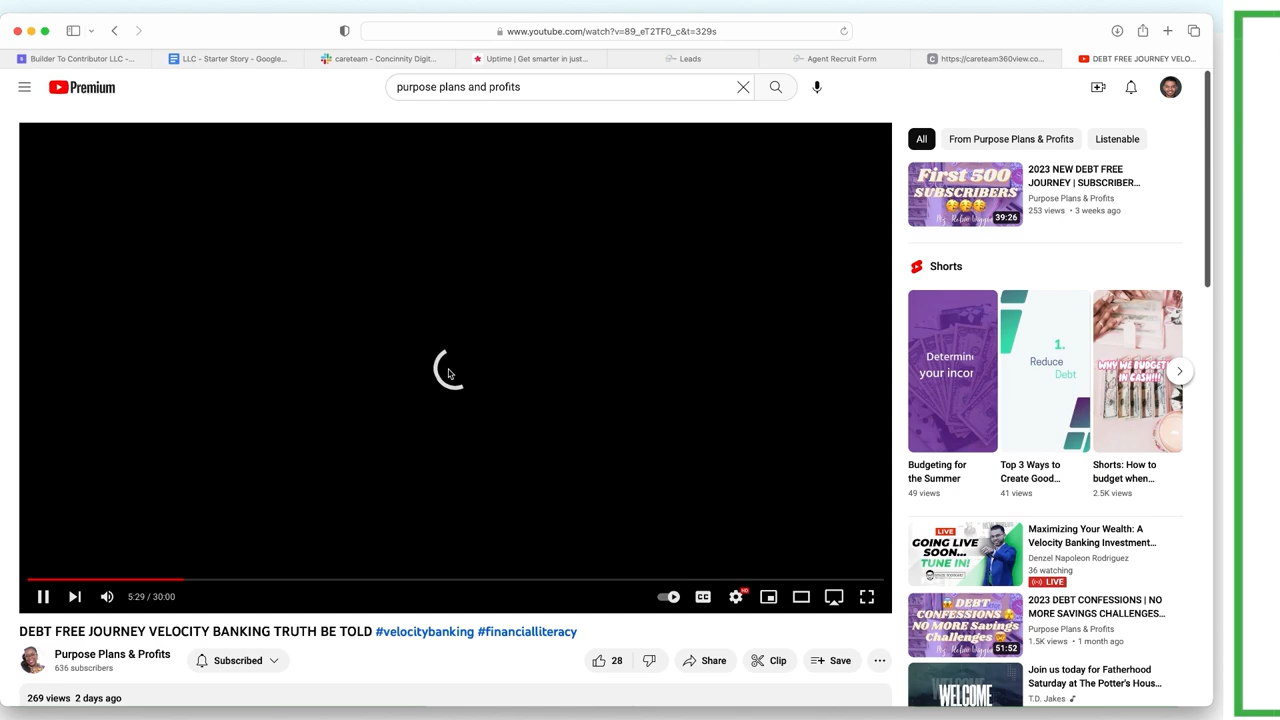 www.youtube.com/watch?v=89_eT2TF0_c&t=329s
Builder To Contributor LLC -...
LLC - Starter Story - Google...
careteam - Concinnity Digit...
Uptime | Get smarter in just...
Leads
Agent Recruit Form
https://careteam360view.co...
DEBT FREE JOURNEY VELO...
Premium
purpose plans and profits
All
From Purpose Plans & Profits
Listenable
First 500
SUBSCRIBERS
39:26
2023 NEW DEBT FREE
JOURNEY | SUBSCRIBER...
Purpose Plans & Profits
253 views • 3 weeks ago
Shorts
Determine
your incor
1.
Reduce
Debt
WHY WE BUDGET
IN CASH!!!
Budgeting for
the Summer
49 views
Top 3 Ways to
Create Good...
41 views
Shorts: How to
budget when...
2.5K views
LIVE
GOING LIVE
SOON...
TUNE IN!
Maximizing Your Wealth: A
Velocity Banking Investment...
Denzel Napoleon Rodriguez
36 watching
LIVE
DEBT
CONFESSIONS
NO MORE Savings
Challenges
51:52
2023 DEBT CONFESSIONS | NO
MORE SAVINGS CHALLENGES...
Purpose Plans & Profits
1.5K views • 1 month ago
WELCOME
Join us today for Fatherhood
Saturday at The Potter's Hous...
T.D. Jakes
5:29 / 30:00
CC
HD
DEBT FREE JOURNEY VELOCITY BANKING TRUTH BE TOLD #velocitybanking #financialliteracy
Purpose Plans & Profits
636 subscribers
Subscribed
28
Share
Clip
Save
269 views 2 days ago